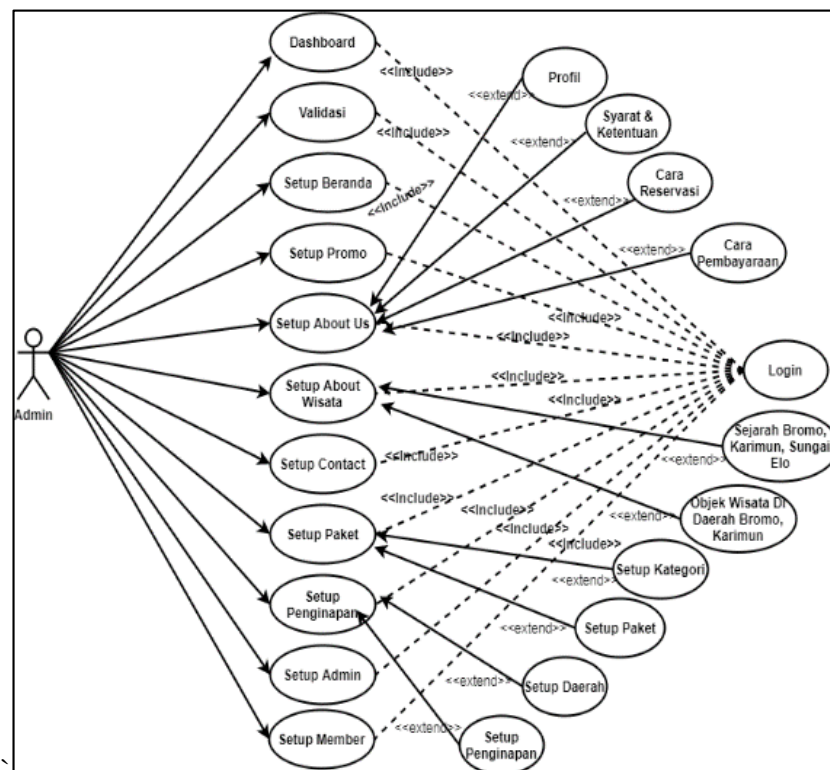 Dashboard
<<Include>>
<<extend>>
Profil
Validasi
<<Include>>
<<extend>>
Syarat &
Ketentuan
Setup Beranda
<<Include>>
<<extend>>
Cara
Reservasi
Setup Promo
<<extend>>
Cara
Pembayaraan
Setup About Us
<<Include>>
<<Include>>
Admin
Setup About
Wisata
<<Include>>
Login
<<Include>>
Setup Contact
<<Include>>
<<extend>>
Sejarah Bromo,
Karimun, Sungai
Elo
Setup Paket
<<Include>>
<<Include>>
<<Include>>
<<extend>>
Objek Wisata Di
Daerah Bromo,
Karimun
<<Include>>
<<extend>>
Setup Kategori
Setup
Penginapan
<<extend>>
Setup Paket
Setup Admin
<<extend>>
Setup Daerah
Setup Member
<<extend>>
Setup
Penginapan
`